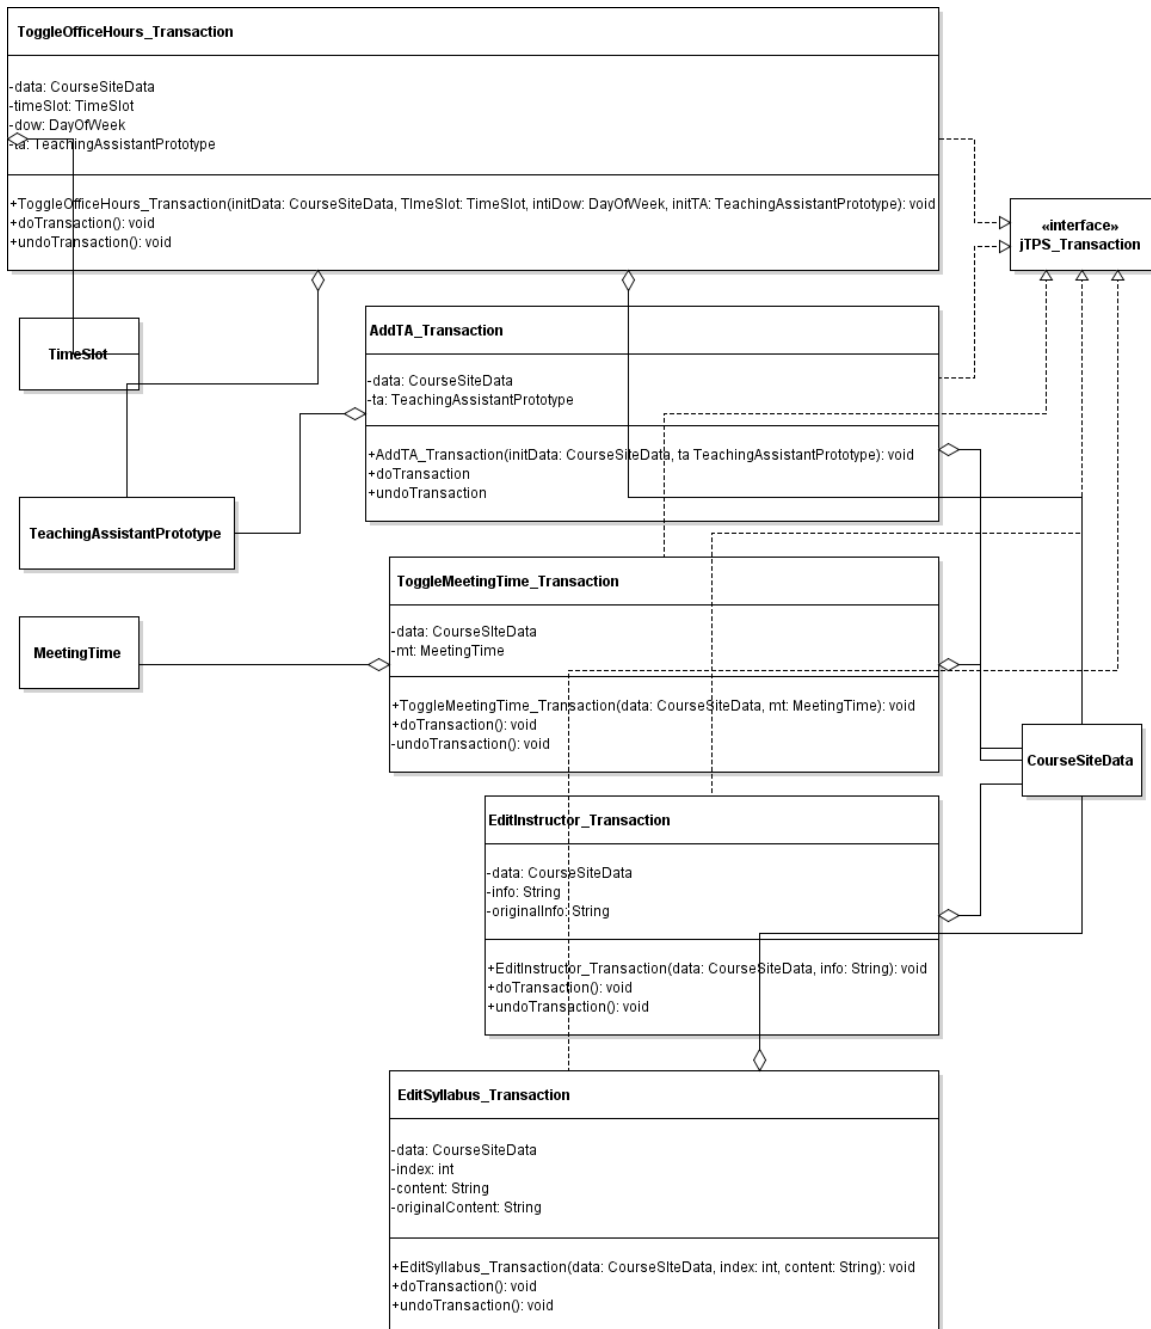 ToggleOfficeHours_Transaction
-data: CourseSiteData
-timeSlot: TimeSlot
-dow: DayOfWeek
-ta: TeachingAssistantPrototype
+ToggleOfficeHours_Transaction(initData: CourseSiteData, TImeSlot: TimeSlot, intiDow: DayOfWeek, initTA: TeachingAssistantPrototype): void
+doTransaction(): void
+undoTransaction(): void
«interface»
jTPS_Transaction
TimeSlot
AddTA_Transaction
-data: CourseSiteData
-ta: TeachingAssistantPrototype
+AddTA_Transaction(initData: CourseSiteData, ta TeachingAssistantPrototype): void
+doTransaction
+undoTransaction
TeachingAssistantPrototype
ToggleMeetingTime_Transaction
-data: CourseSIteData
-mt: MeetingTime
+ToggleMeetingTime_Transaction(data: CourseSiteData, mt: MeetingTime): void
+doTransaction(): void
-undoTransaction(): void
MeetingTime
CourseSiteData
EditInstructor_Transaction
-data: CourseSiteData
-info: String
-originalInfo: String
+EditInstructor_Transaction(data: CourseSiteData, info: String): void
+doTransaction(): void
+undoTransaction(): void
EditSyllabus_Transaction
-data: CourseSiteData
-index: int
-content: String
-originalContent: String
+EditSyllabus_Transaction(data: CourseSIteData, index: int, content: String): void
+doTransaction(): void
+undoTransaction(): void